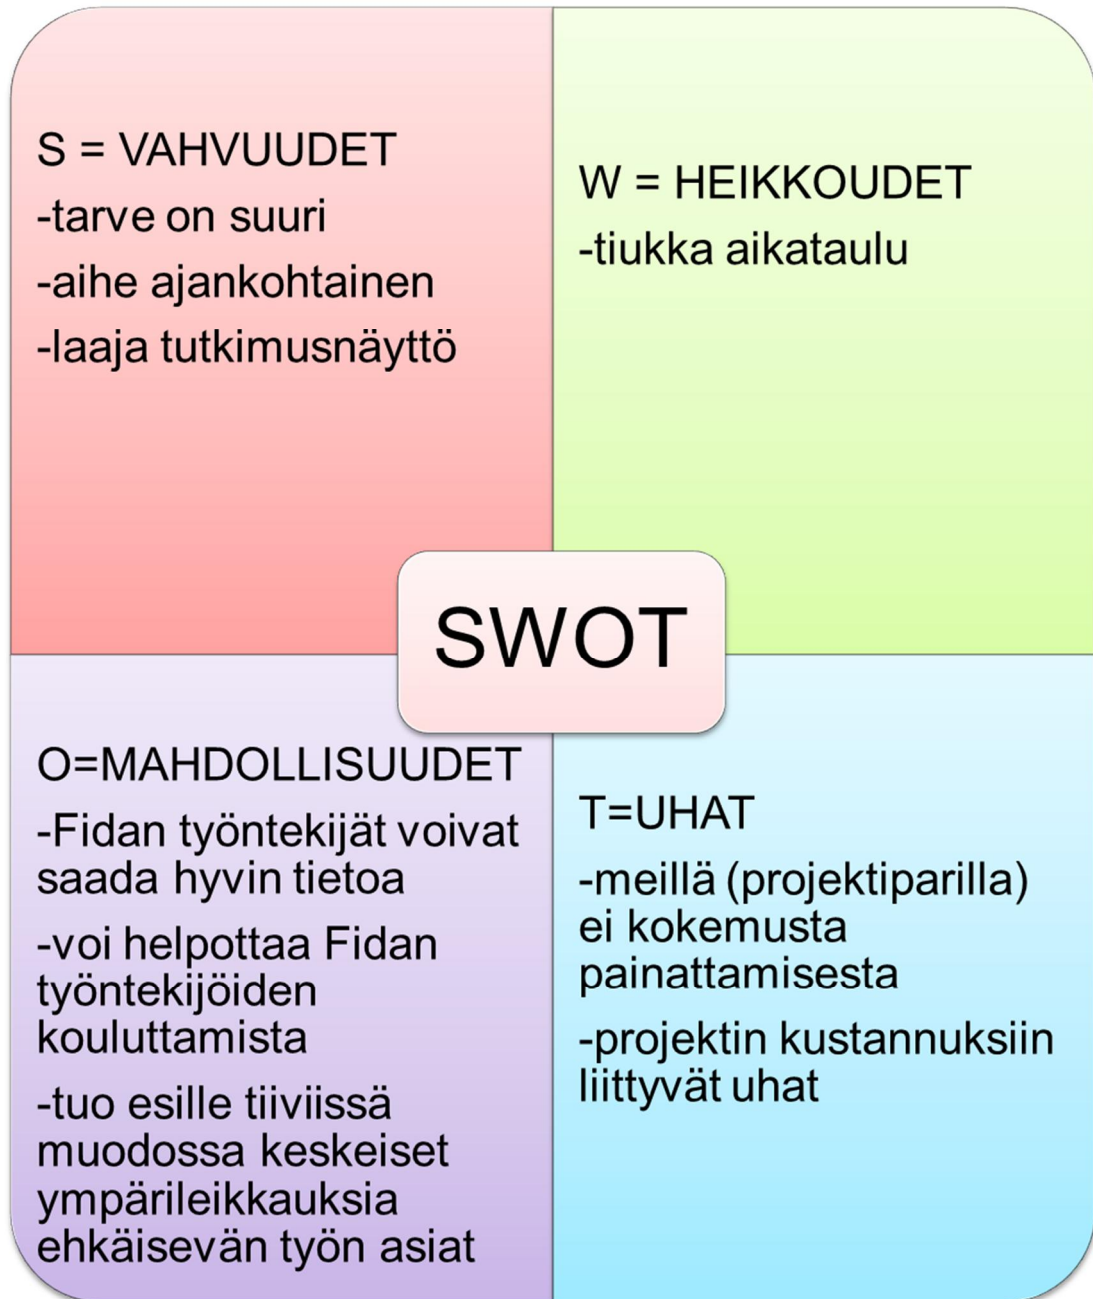 S = VAHVUUDET
-tarve on suuri
-aihe ajankohtainen
-laaja tutkimusnäyttö
W = HEIKKOUDET
-tiukka aikataulu
SWOT
O=MAHDOLLISUUDET
-Fidan työntekijät voivat
saada hyvin tietoa
-voi helpottaa Fidan
työntekijöiden
kouluttamista
-tuo esille tiiviissä
muodossa keskeiset
ympärileikkauksia
ehkäisevän työn asiat
T=UHAT
-meillä (projektiparilla)
ei kokemusta
painattamisesta
-projektin kustannuksiin
liittyvät uhat